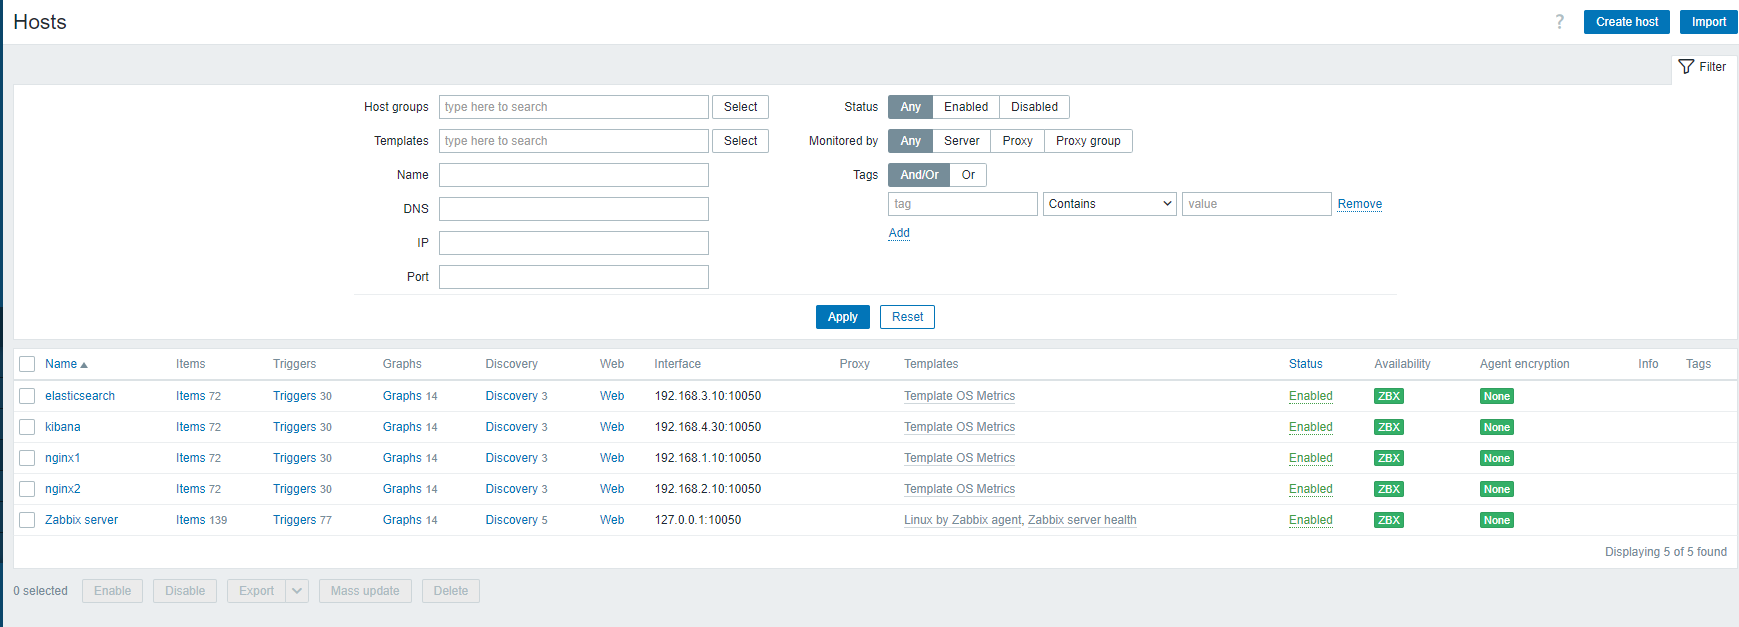 Hosts
? Create host Import
Filter
Host groups type here to search Select Status Any Enabled Disabled
Templates type here to search Select Monitored by Any Server Proxy Proxy group
Name Tags And/Or Or
DNS tag Contains value Remove
Add
IP
Port
Apply Reset
Name Items Triggers Graphs Discovery Web Interface Proxy Templates Status Availability Agent encryption Info Tags
elasticsearch Items 72 Triggers 30 Graphs 14 Discovery 3 Web 192.168.3.10:10050 Template OS Metrics Enabled ZBX None
kibana Items 72 Triggers 30 Graphs 14 Discovery 3 Web 192.168.4.30:10050 Template OS Metrics Enabled ZBX None
nginx1 Items 72 Triggers 30 Graphs 14 Discovery 3 Web 192.168.1.10:10050 Template OS Metrics Enabled ZBX None
nginx2 Items 72 Triggers 30 Graphs 14 Discovery 3 Web 192.168.2.10:10050 Template OS Metrics Enabled ZBX None
Zabbix server Items 139 Triggers 77 Graphs 14 Discovery 5 Web 127.0.0.1:10050 Linux by Zabbix agent, Zabbix server health Enabled ZBX None
Displaying 5 of 5 found
0 selected Enable Disable Export Mass update Delete